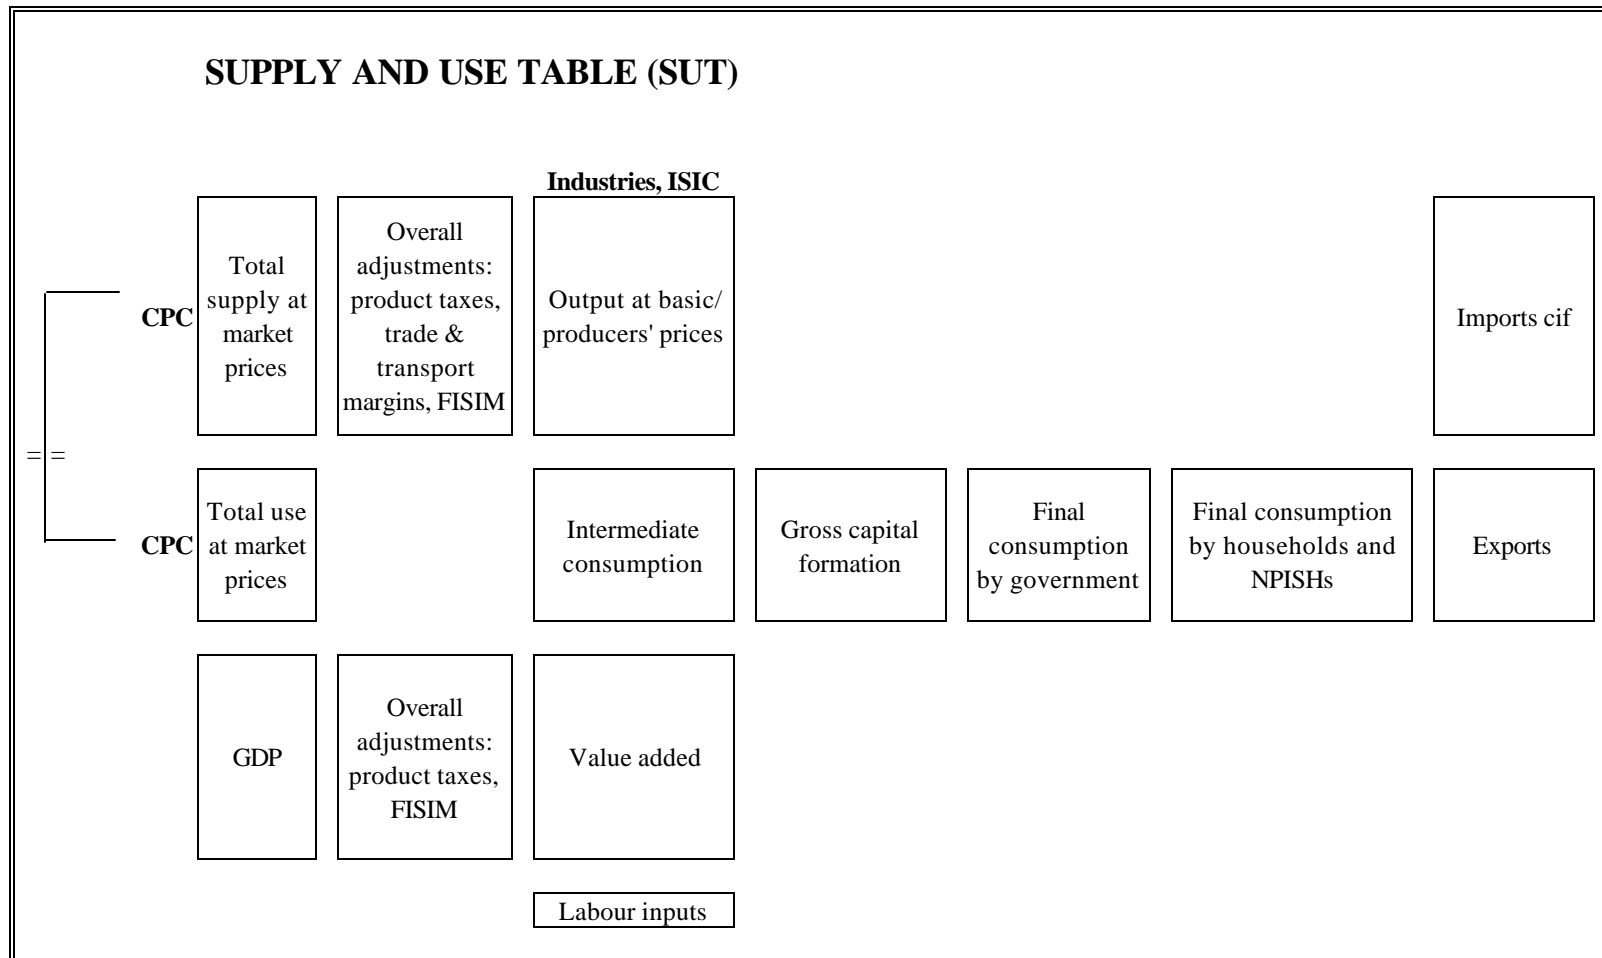 SUPPLY AND USE TABLE (SUT)
Industries, ISIC
CPC
Total
supply at
market
prices
Overall
adjustments:
product taxes,
trade &
transport
margins, FISIM
Output at basic/
producers' prices
Imports cif
= =
CPC
Total use
at market
prices
Intermediate
consumption
Gross capital
formation
Final
consumption
by government
Final consumption
by households and
NPISHs
Exports
GDP
Overall
adjustments:
product taxes,
FISIM
Value added
Labour inputs